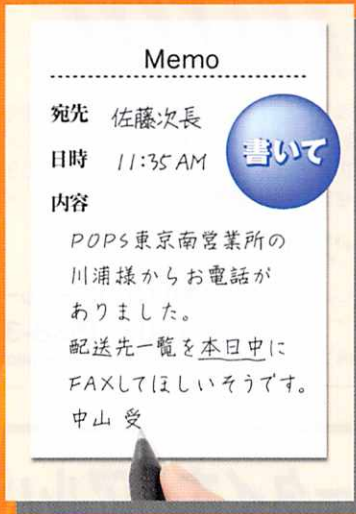 Memo
宛先 佐藤次長
日時 11:35 AM
書いて
内容
POPS東京南営業所の
川浦様からお電話が
ありました。
配送先一覧を本日中に
FAXしてほしいそうです。
中山 受